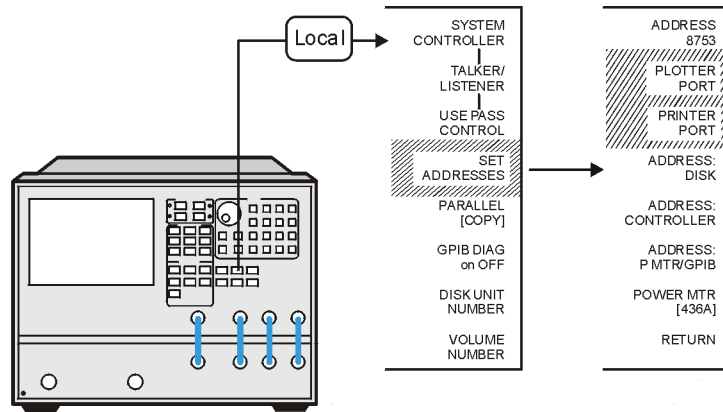 Local
SYSTEM
CONTROLLER
TALKER/
LISTENER
USE PASS
CONTROL
SET
ADDRESSES
PARALLEL
[COPY]
GPIB DIAG
on OFF
DISK UNIT
NUMBER
VOLUME
NUMBER
ADDRESS
8753
PLOTTER
PORT
PRINTER
PORT
ADDRESS:
DISK
ADDRESS:
CONTROLLER
ADDRESS:
P MTR/GPIB
POWER MTR
[436A]
RETURN